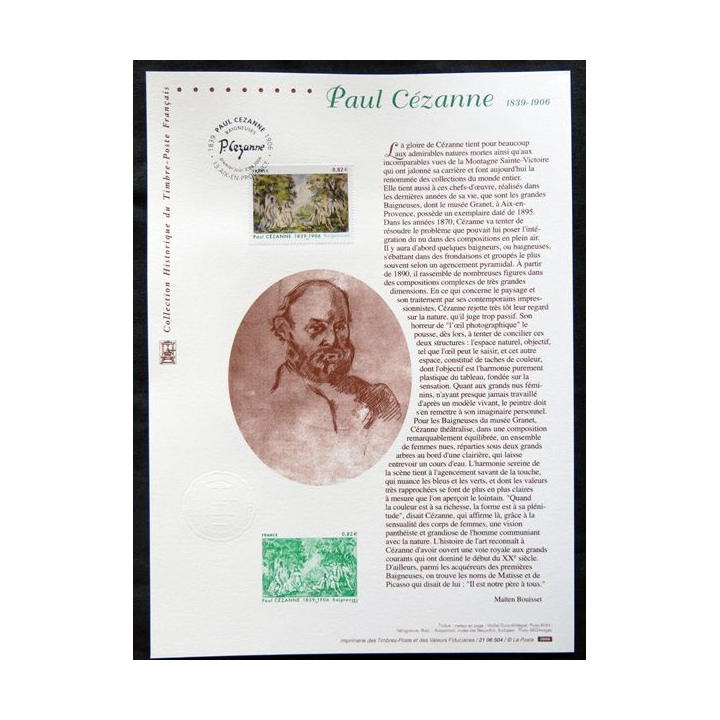 Paul Cézanne 1839-1906
Collection Historique du Timbre-Poste Français
1839 PAUL CEZANNE 1906
BAIGNEUSES
P. Cezanne
13 AIX-EN-PROVENCE
FRANCE 0,82€
Paul CÉZANNE 1839_1906 Baigneuses
La gloire de Cézanne tient pour beaucoup
aux admirables natures mortes ainsi qu'aux
incomparables vues de la Montagne Sainte-Victoire
qui ont jalonné sa carrière et font aujourd'hui la
renommée des collections du monde entier.
Elle tient aussi à ces chefs-d'œuvre, réalisés dans
les dernières années de sa vie, que sont les grandes
Baigneuses, dont le musée Granet, à Aix-en-
Provence, possède un exemplaire daté de 1895.
Dans les années 1870, Cézanne va tenter de
résoudre le problème que pouvait lui poser l'inté-
gration du nu dans des compositions en plein air.
Il y aura d'abord quelques baigneurs, ou baigneuses,
s'ébattant dans des frondaisons et groupés le plus
souvent selon un agencement pyramidal. À partir
de 1890, il rassemble de nombreuses figures dans
des compositions complexes de très grandes
dimensions. En ce qui concerne le paysage et
son traitement par ses contemporains impres-
sionnistes, Cézanne rejette très tôt leur regard
sur la nature, qu'il juge trop passif. Son
horreur de "l'œil photographique" le
pousse, dès lors, à tenter de concilier ces
deux structures : l'espace naturel, objectif,
tel que l'œil peut le saisir, et cet autre
espace, constitué de taches de couleur,
dont l'objectif est l'harmonie purement
plastique du tableau, fondée sur la
sensation. Quant aux grands nus fémi-
nins, n'ayant presque jamais travaillé
d'après un modèle vivant, le peintre doit
s'en remettre à son imaginaire personnel.
Pour les Baigneuses du musée Granet,
Cézanne théâtralise, dans une composition
remarquablement équilibrée, un ensemble
de femmes nues, réparties sous deux grands
arbres au bord d'une clairière, qui laisse
entrevoir un cours d'eau. L'harmonie sereine de
la scène tient à l'agencement savant de la touche,
qui nuance les bleus et les verts, et dont les valeurs
très rapprochées se font de plus en plus claires
à mesure que l'on aperçoit le lointain. "Quand
la couleur est à sa richesse, la forme est à sa pléni-
tude", disait Cézanne, qui affirme là, grâce à la
sensualité des corps de femmes, une vision
panthéiste et grandiose de l'homme communiant
avec la nature. L'histoire de l'art reconnaît à
Cézanne d'avoir ouvert une voie royale aux grands
courants qui ont dominé le début du XXe siècle.
D'ailleurs, parmi les acquéreurs des premières
Baigneuses, on trouve les noms de Matisse et de
Picasso qui disait de lui : "Il est notre père à tous."
Maïten Bouisset
FRANCE 0,82€
Paul CÉZANNE 1839_1906 Baigneuses
Imprimerie des Timbres-Poste et des Valeurs Fiduciaires / 21 06 504 / © La Poste